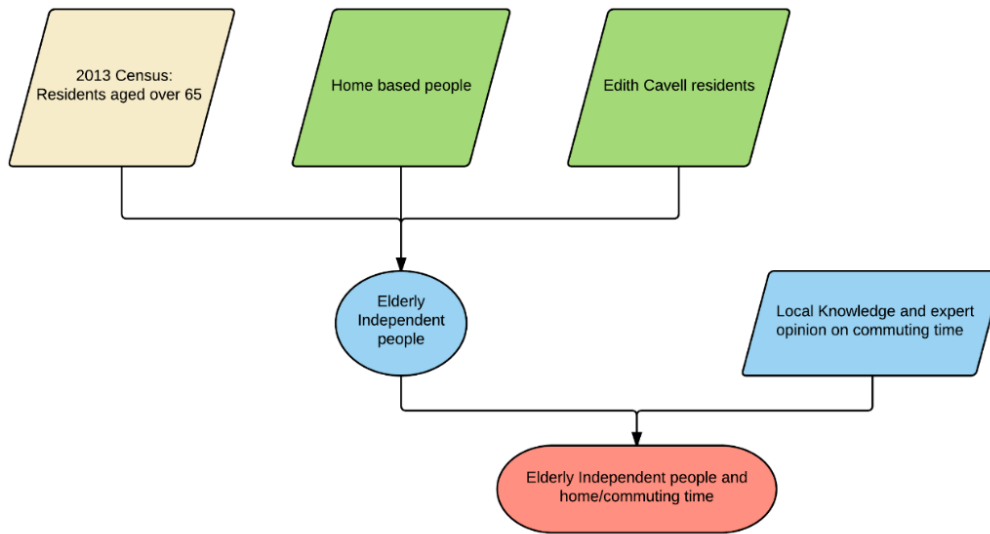 2013 Census:
Residents aged over 65
Home based people
Edith Cavell residents
Elderly
Independent
people
Local Knowledge and expert
opinion on commuting time
Elderly Independent people and
home/commuting time